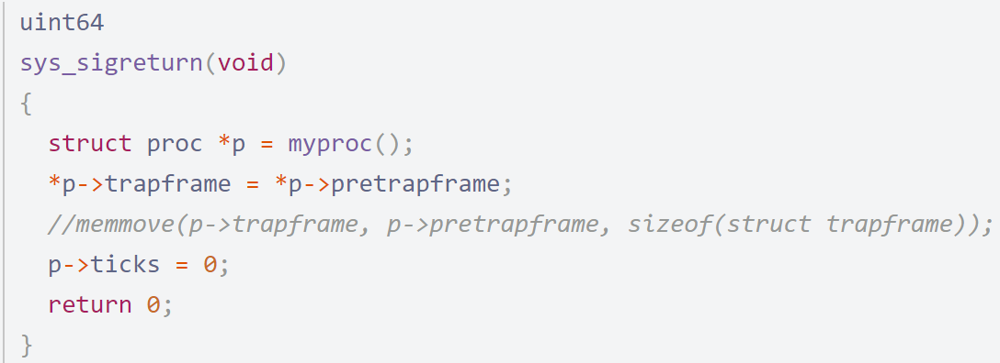 uint64
sys_sigreturn(void)
{
  struct proc *p = myproc();
  *p->trapframe = *p->pretrapframe;
  //memmove(p->trapframe, p->pretrapframe, sizeof(struct trapframe));
  p->ticks = 0;
  return 0;
}